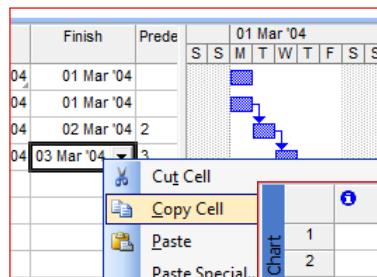 Finish Prede 01 Mar '04
S S M T W T F S S
04 01 Mar '04
04 01 Mar '04
04 02 Mar '04 2
04 03 Mar '04 3
Cut Cell
Copy Cell
Paste
Paste Special...
Chart
1
2